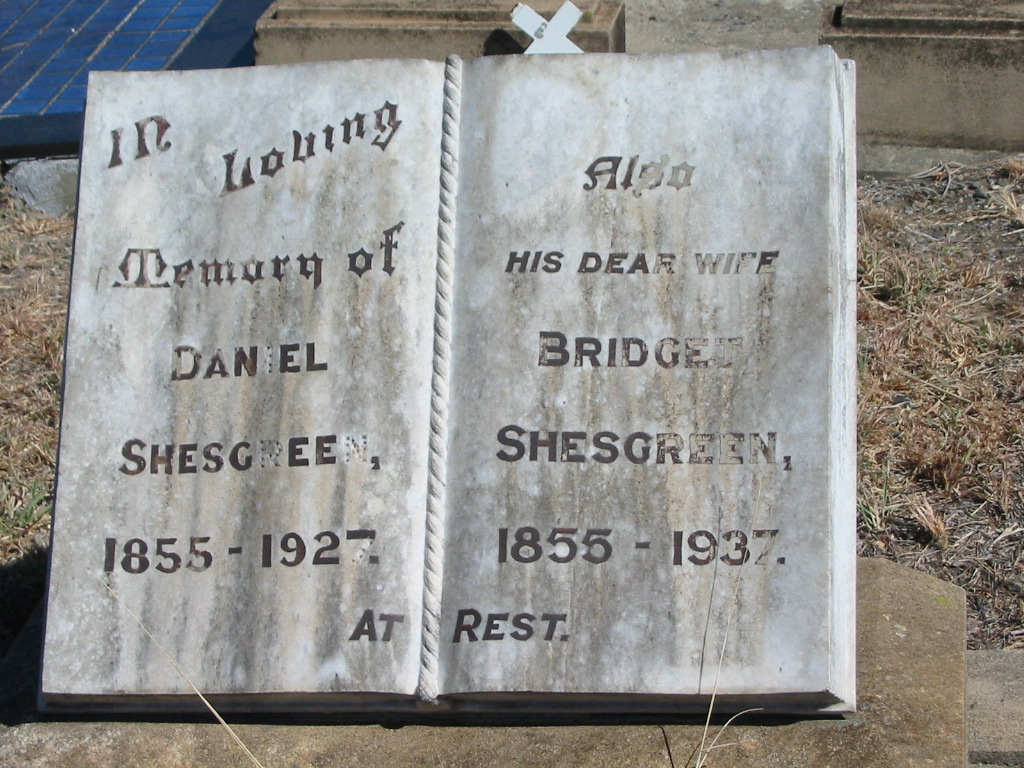 In Loving
Memory of
DANIEL
SHESGREEN,
1855 - 1927.
Also
HIS DEAR WIFE
BRIDGET
SHESGREEN,
1855 - 1937.
AT REST.